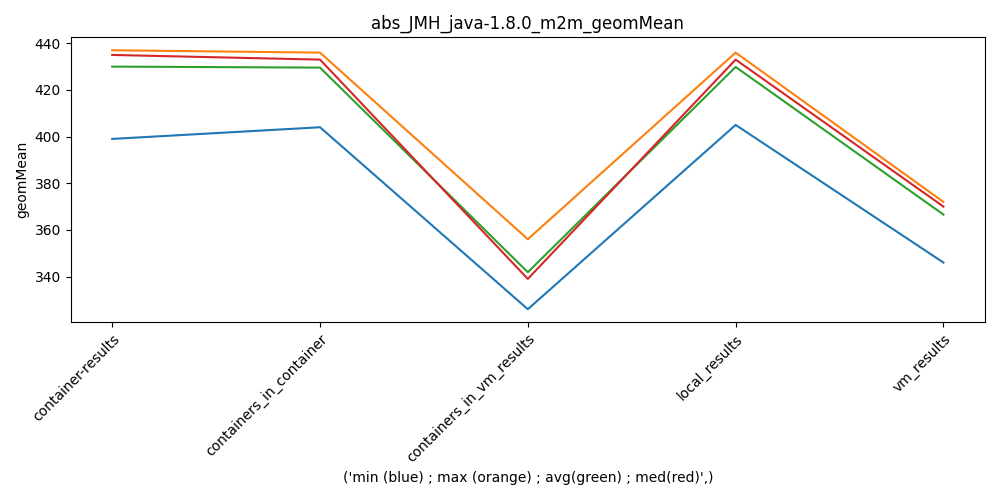 abs_JMH_java-1.8.0_m2m_geomMean
geomMean
440
420
400
380
360
340
container-results
containers_in_container
containers_in_vm_results
local_results
vm_results
('min (blue) ; max (orange) ; avg(green) ; med(red)',)